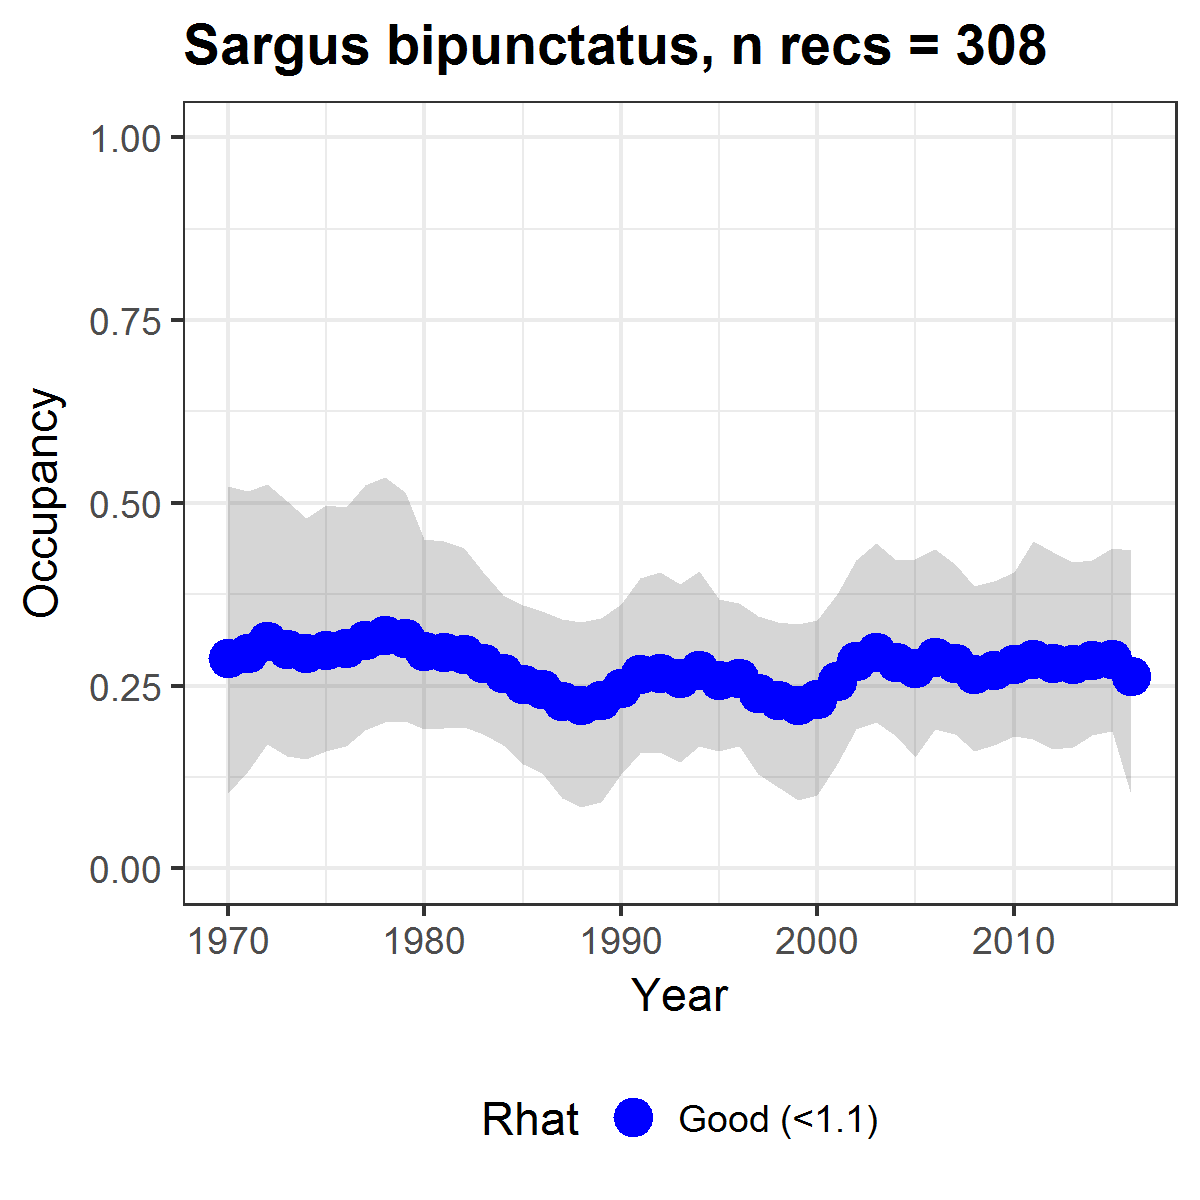 Sargus bipunctatus, n recs = 308
1.00
0.75
0.50
0.25
0.00
Occupancy
1970 1980 1990 2000 2010
Year
Rhat Good (<1.1)